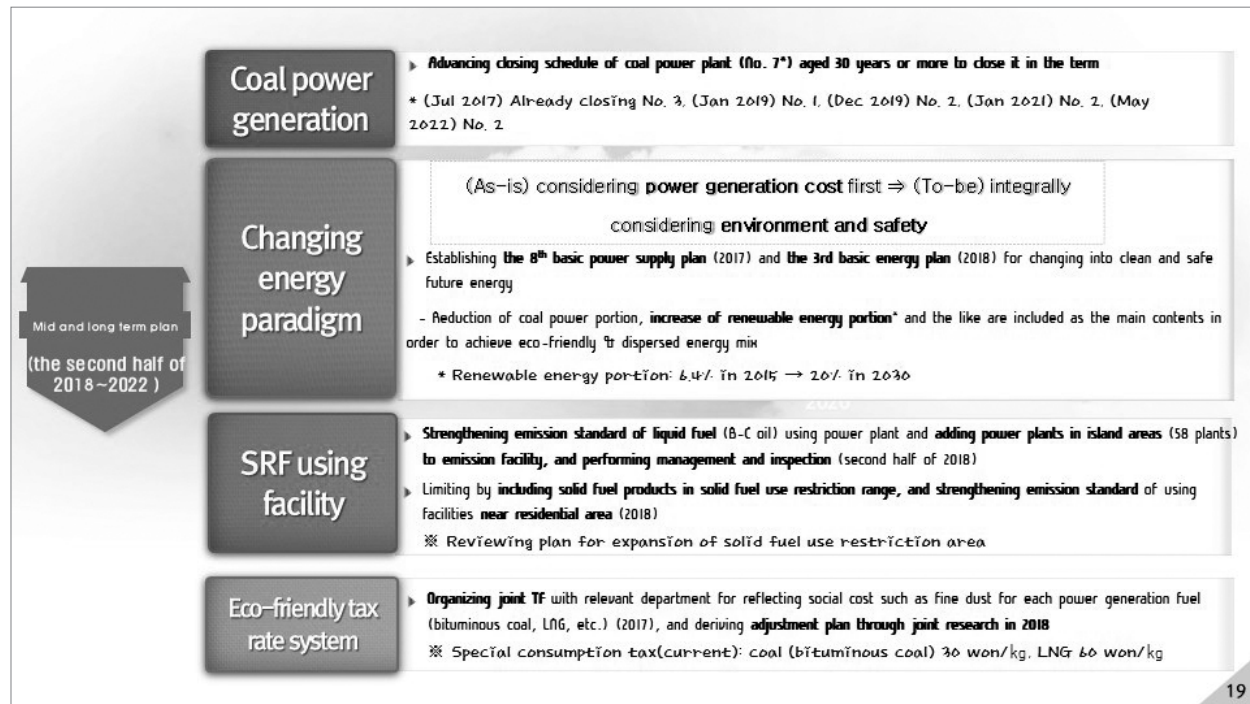 Coal power
generation
▸ Advancing closing schedule of coal power plant (No. 7*) aged 30 years or more to close it in the term
* (Jul 2017) Already closing No. 3, (Jan 2019) No. 1, (Dec 2019) No. 2, (Jan 2021) No. 2, (May
2022) No. 2
Mid and long term plan
(the second half of
2018~2022 )
Changing
energy
paradigm
(As-is) considering power generation cost first ⇒ (To-be) integrally
considering environment and safety
▸ Establishing the 8th basic power supply plan (2017) and the 3rd basic energy plan (2018) for changing into clean and safe
future energy
- Reduction of coal power portion, increase of renewable energy portion* and the like are included as the main contents in
order to achieve eco-friendly & dispersed energy mix
* Renewable energy portion: 6.4% in 2015 → 20% in 2030
2020
SRF using
facility
▸ Strengthening emission standard of liquid fuel (B-C oil) using power plant and adding power plants in island areas (58 plants)
to emission facility, and performing management and inspection (second half of 2018)
▸ Limiting by including solid fuel products in solid fuel use restriction range, and strengthening emission standard of using
facilities near residential area (2018)
※ Reviewing plan for expansion of solid fuel use restriction area
Eco-friendly tax
rate system
▸ Organizing joint TF with relevant department for reflecting social cost such as fine dust for each power generation fuel
(bituminous coal, LNG, etc.) (2017), and deriving adjustment plan through joint research in 2018
※ Special consumption tax(current): coal (bituminous coal) 30 won/kg, LNG 60 won/kg
19